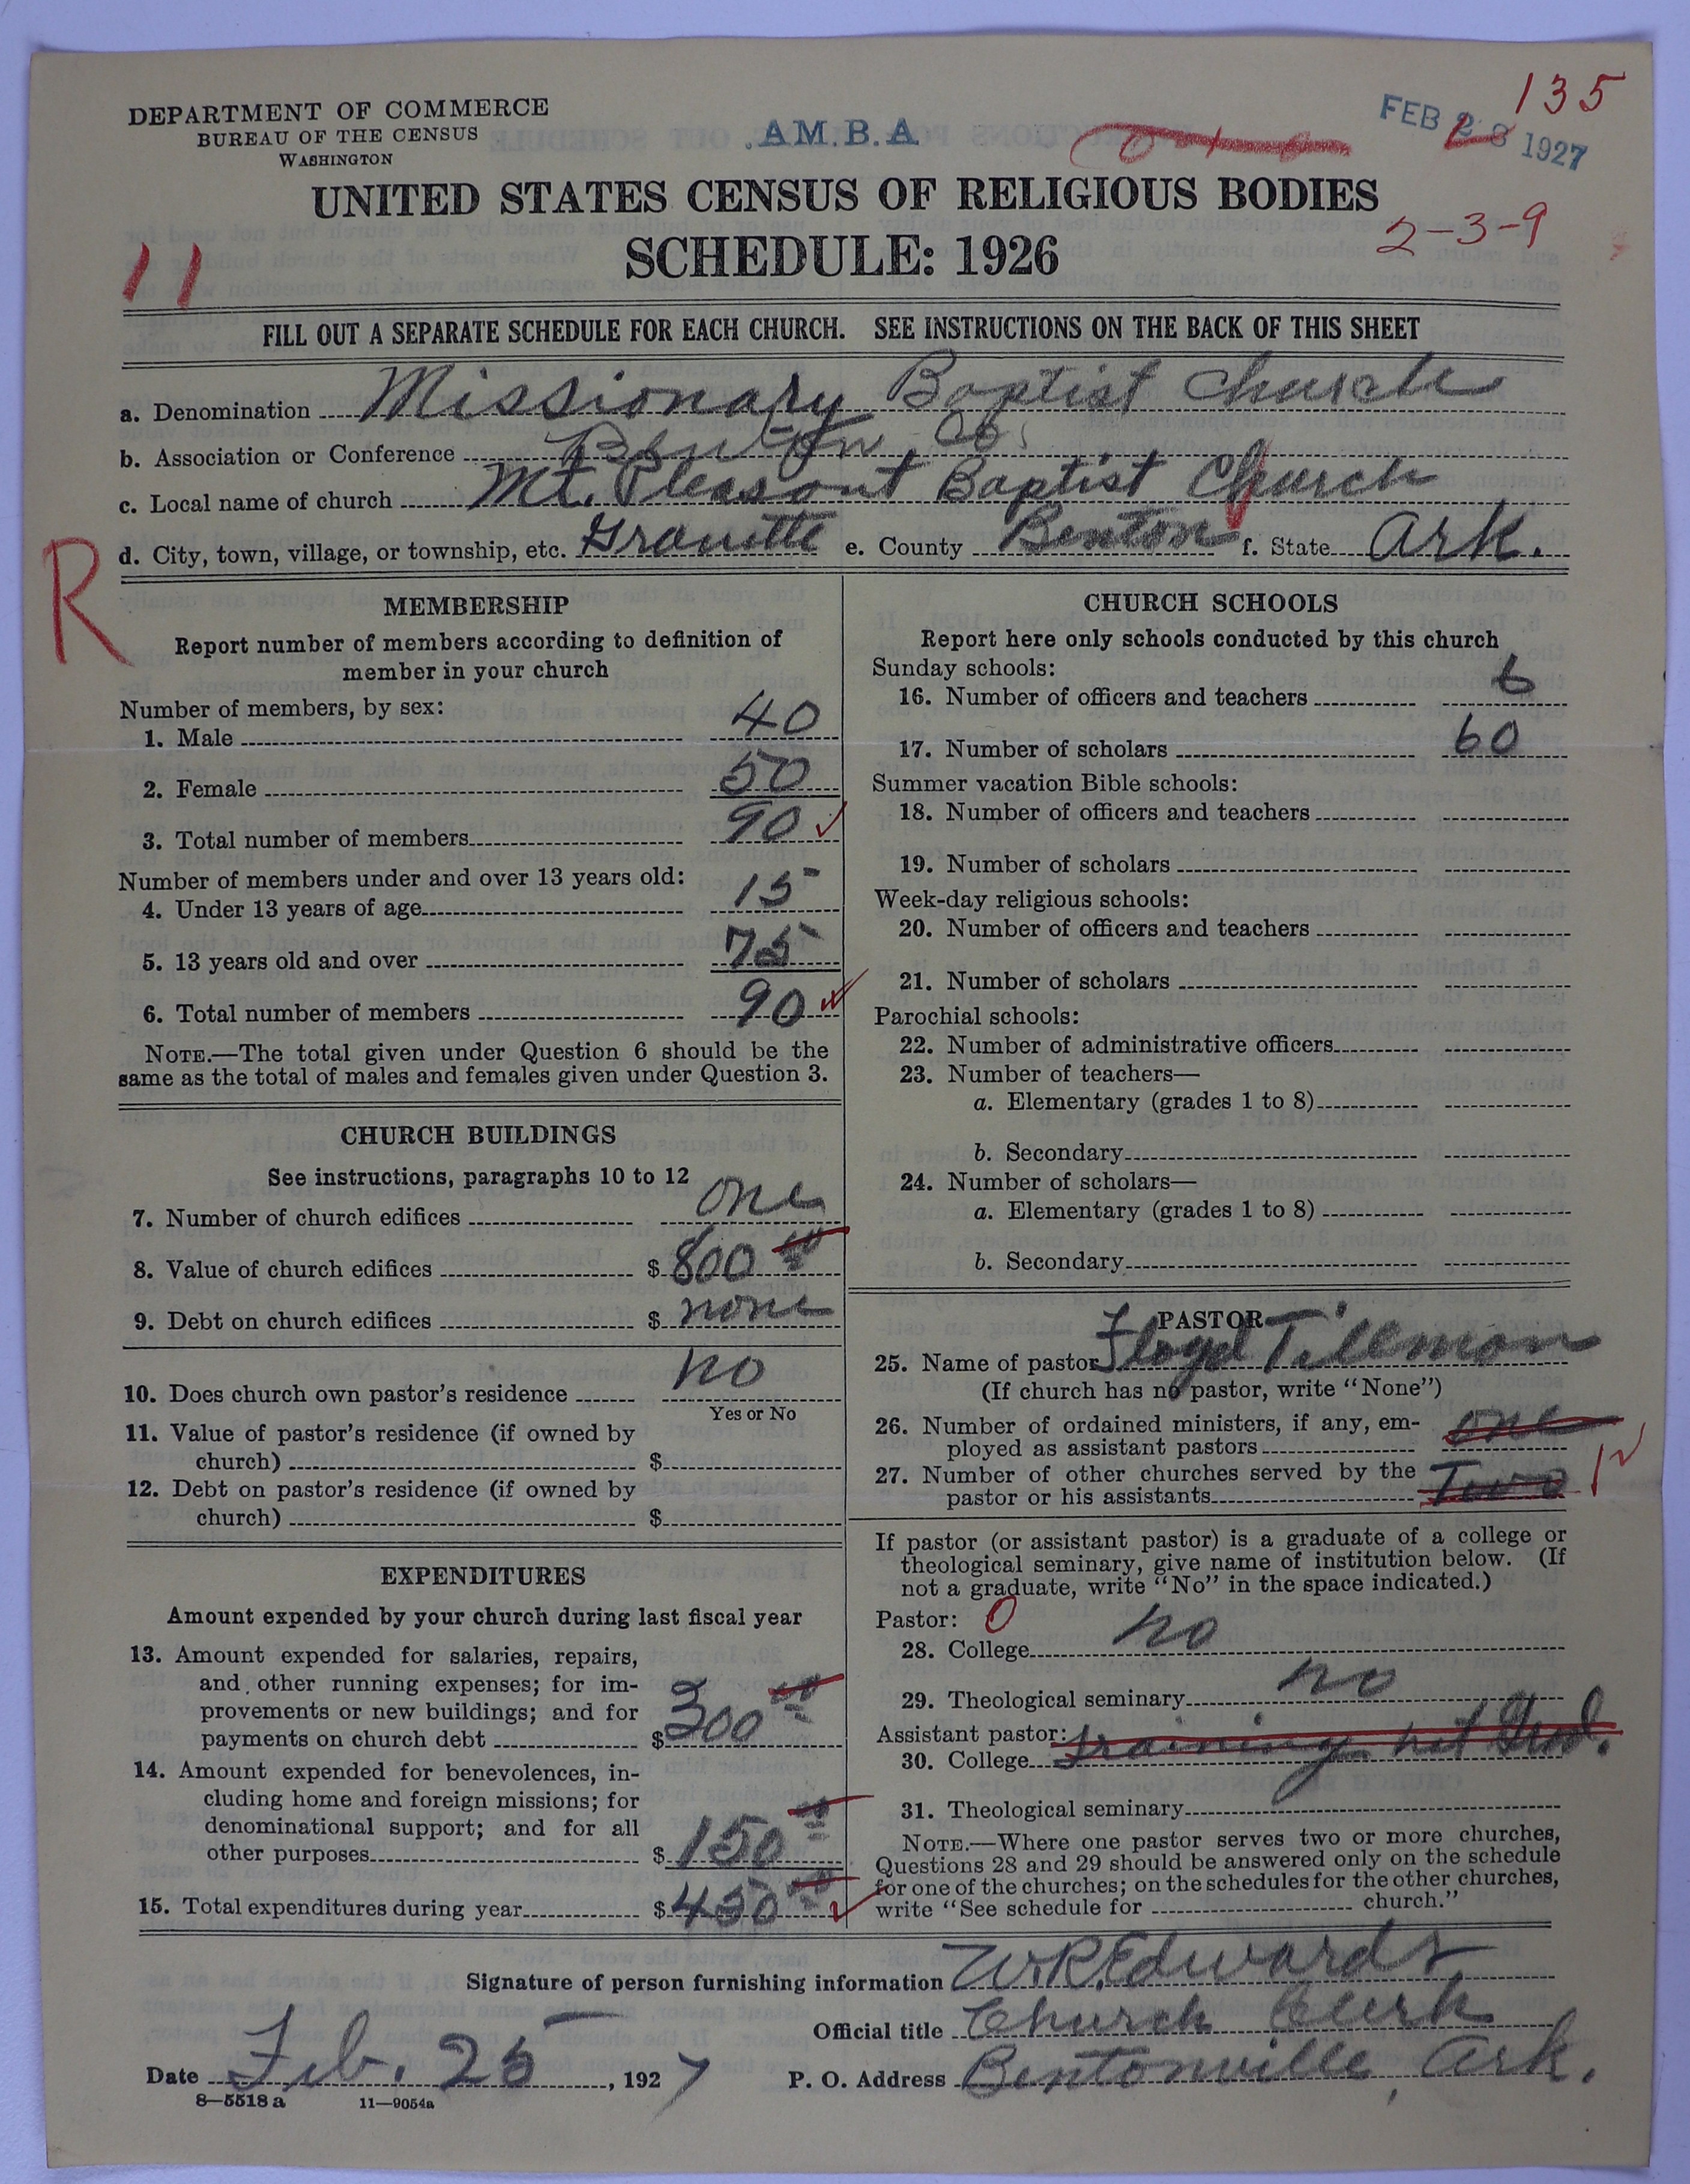 135
DEPARTMENT OF COMMERCE
BUREAU OF THE CENSUS
WASHINGTON
A.M.B.A
FEB 28 1927
UNITED STATES CENSUS OF RELIGIOUS BODIES
SCHEDULE: 1926
2-3-9
11
FILL OUT A SEPARATE SCHEDULE FOR EACH CHURCH. SEE INSTRUCTIONS ON THE BACK OF THIS SHEET
a. Denomination Missionary Baptist Church
b. Association or Conference Benton Co.
c. Local name of church Mt. Pleasant Baptist Church
d. City, town, village, or township, etc. Gravette e. County Benton f. State Ark.
R
MEMBERSHIP
Report number of members according to definition of
member in your church
Number of members, by sex:
1. Male 40
2. Female 50
3. Total number of members 90
Number of members under and over 13 years old:
4. Under 13 years of age 15
5. 13 years old and over 75
6. Total number of members 90
NOTE.—The total given under Question 6 should be the
same as the total of males and females given under Question 3.
CHURCH BUILDINGS
See instructions, paragraphs 10 to 12
7. Number of church edifices one
8. Value of church edifices $800
9. Debt on church edifices $ none
10. Does church own pastor's residence no
Yes or No
11. Value of pastor's residence (if owned by
church) $
12. Debt on pastor's residence (if owned by
church) $
EXPENDITURES
Amount expended by your church during last fiscal year
13. Amount expended for salaries, repairs,
and other running expenses; for im-
provements or new buildings; and for
payments on church debt $300
14. Amount expended for benevolences, in-
cluding home and foreign missions; for
denominational support; and for all
other purposes $150
15. Total expenditures during year $450
CHURCH SCHOOLS
Report here only schools conducted by this church
Sunday schools:
16. Number of officers and teachers 6
17. Number of scholars 60
Summer vacation Bible schools:
18. Number of officers and teachers
19. Number of scholars
Week-day religious schools:
20. Number of officers and teachers
21. Number of scholars
Parochial schools:
22. Number of administrative officers
23. Number of teachers—
a. Elementary (grades 1 to 8)
b. Secondary
24. Number of scholars—
a. Elementary (grades 1 to 8)
b. Secondary
PASTOR
25. Name of pastor Floyd Tillman
(If church has no pastor, write "None")
26. Number of ordained ministers, if any, em-
ployed as assistant pastors one
27. Number of other churches served by the
pastor or his assistants Two
If pastor (or assistant pastor) is a graduate of a college or
theological seminary, give name of institution below. (If
not a graduate, write "No" in the space indicated.)
Pastor: 0
28. College no
29. Theological seminary no
Assistant pastor:
30. College training not Grad.
31. Theological seminary
NOTE.—Where one pastor serves two or more churches,
Questions 28 and 29 should be answered only on the schedule
for one of the churches; on the schedules for the other churches,
write "See schedule for church."
Signature of person furnishing information W.R. Edwards
Official title Church Clerk
Date Feb. 25, 1927 P. O. Address Bentonville, Ark.
8—5518 a 11—9054a